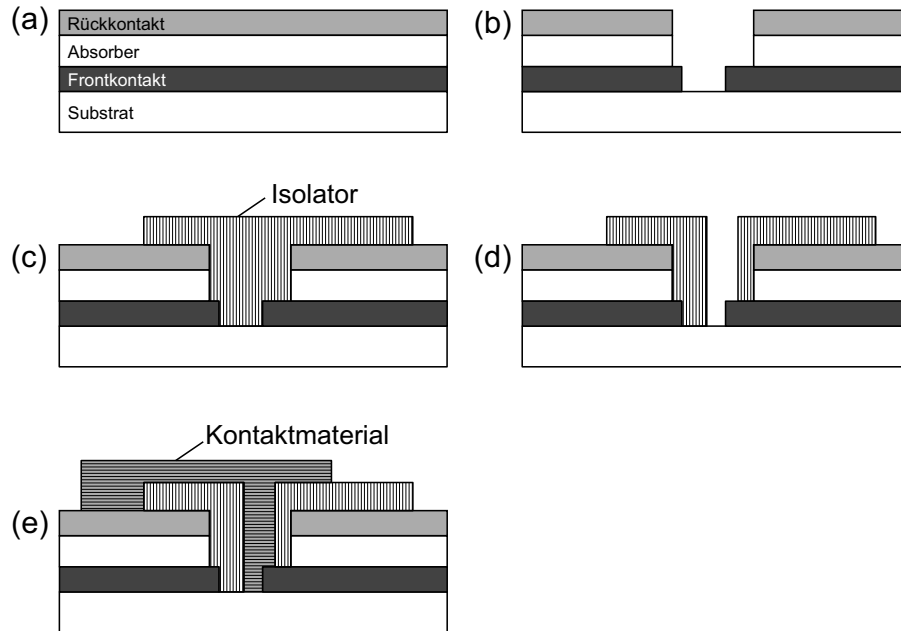 (a)
Rückkontakt
Absorber
Frontkontakt
Substrat
(b)
Isolator
(c)
(d)
Kontaktmaterial
(e)